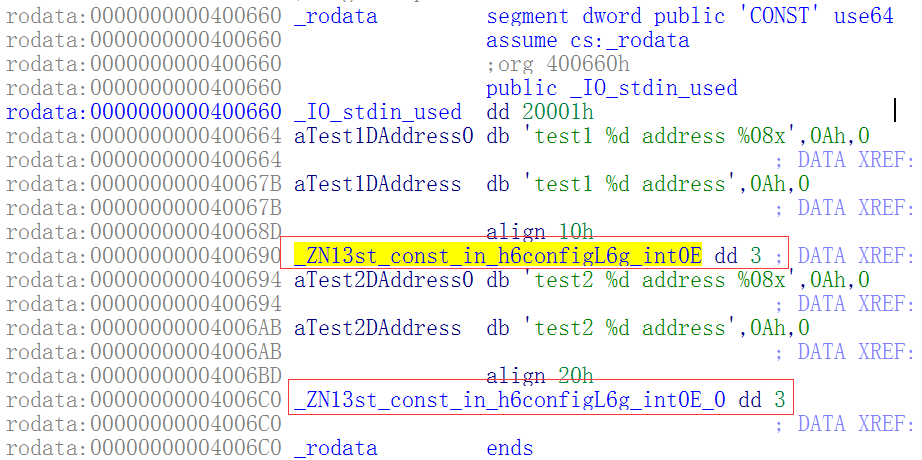 rodata:0000000000400660 _rodata segment dword public 'CONST' use64
rodata:0000000000400660 assume cs:_rodata
rodata:0000000000400660 ;org 400660h
rodata:0000000000400660 public _IO_stdin_used
rodata:0000000000400660 _IO_stdin_used dd 20001h
rodata:0000000000400664 aTest1DAddress0 db 'test1 %d address %08x',0Ah,0
rodata:0000000000400664 ; DATA XREF:
rodata:000000000040067B aTest1DAddress db 'test1 %d address',0Ah,0
rodata:000000000040067B ; DATA XREF:
rodata:000000000040068D align 10h
rodata:0000000000400690 _ZN13st_const_in_h6configL6g_int0E dd 3 ; DATA XREF:
rodata:0000000000400694 aTest2DAddress0 db 'test2 %d address %08x',0Ah,0
rodata:0000000000400694 ; DATA XREF:
rodata:00000000004006AB aTest2DAddress db 'test2 %d address',0Ah,0
rodata:00000000004006AB ; DATA XREF:
rodata:00000000004006BD align 20h
rodata:00000000004006C0 _ZN13st_const_in_h6configL6g_int0E_0 dd 3
rodata:00000000004006C0 ; DATA XREF:
rodata:00000000004006C0 _rodata ends